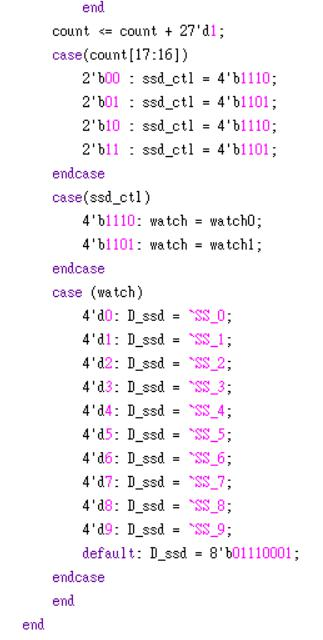 end
count <= count + 27'd1;
case(count[17:16])
2'b00 : ssd_ctl = 4'b1110;
2'b01 : ssd_ctl = 4'b1101;
2'b10 : ssd_ctl = 4'b1110;
2'b11 : ssd_ctl = 4'b1101;
endcase
case(ssd_ctl)
4'b1110: watch = watch0;
4'b1101: watch = watch1;
endcase
case (watch)
4'd0: D_ssd = `SS_0;
4'd1: D_ssd = `SS_1;
4'd2: D_ssd = `SS_2;
4'd3: D_ssd = `SS_3;
4'd4: D_ssd = `SS_4;
4'd5: D_ssd = `SS_5;
4'd6: D_ssd = `SS_6;
4'd7: D_ssd = `SS_7;
4'd8: D_ssd = `SS_8;
4'd9: D_ssd = `SS_9;
default: D_ssd = 8'b01110001;
endcase
end
end